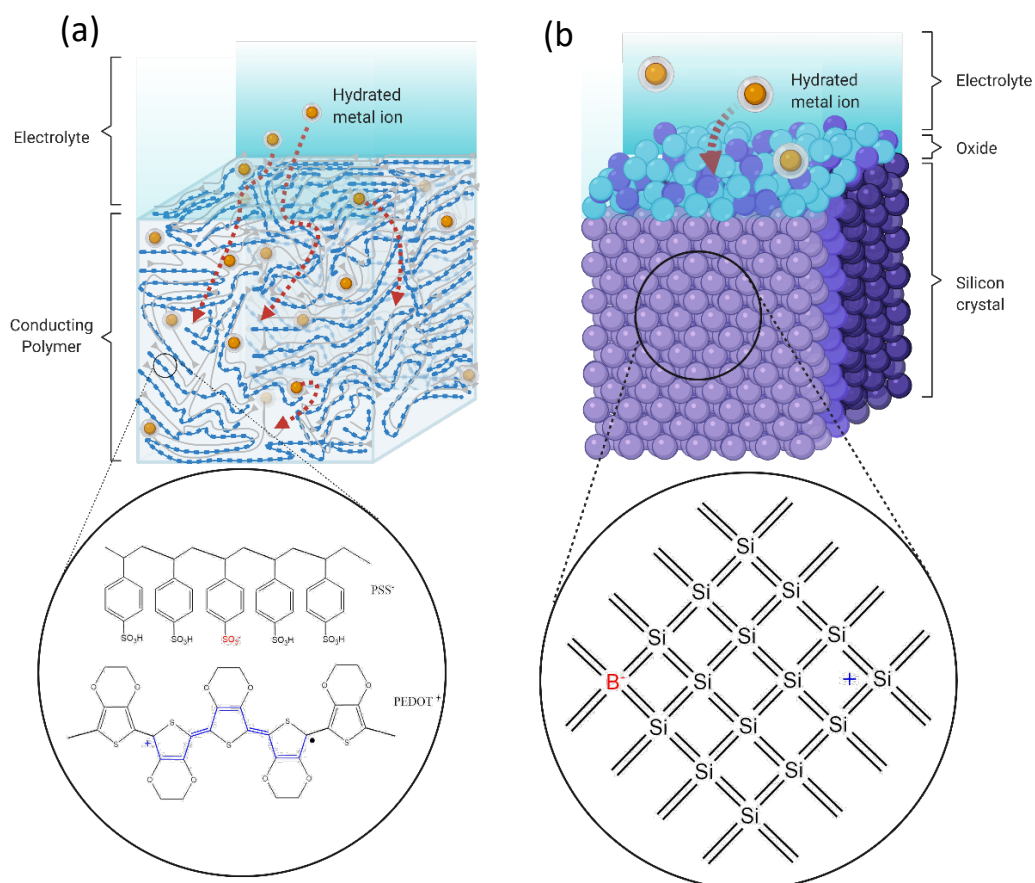 (a)
(b)
Hydrated
metal ion
Electrolyte
Conducting
Polymer
Hydrated
metal ion
Electrolyte
Oxide
Silicon
crystal
PSS-
SO3H
SO3H
SO3-
SO3H
SO3H
O
O
O
O
S
S
PEDOT+
S
S
S
+
•
O
O
O
O
O
O
Si
Si
Si
Si
Si
Si
B-
Si
Si
+
Si
Si
Si
Si
Si
Si
Si